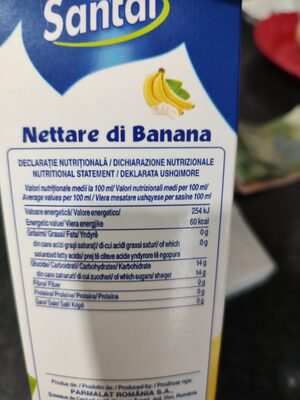 Santal
Nettare di Banana
DECLARAȚIE NUTRIȚIONALĂ / DICHIARAZIONE NUTRIZIONALE
NUTRITIONAL STATEMENT / DEKLARATA USHQIMORE
Valori nutriționale medii la 100 ml/ Valori nutrizionali medi per 100 ml/
Average values per 100 ml / Vlera mesatare ushqyese per sasine 100 ml
Valoare energetică/ Valore energetico/ 254 kJ
Energetic value/ Vlera energjike 60 kcal
Grăsimi/ Grassi/ Fats/ Yndyrë 0 g
din care acizi grași saturați/ di cui acidi grassi saturi/ of which 0 g
saturated fatty acids/ prej të cileve acide yndyrore të ngopura
Glucide/ Carboidrati/ Carbohydrates/ Karbohidrate 14 g
din care zaharuri/ di cui zuccheri/ of which sugars/ sheqer 14 g
Fibre/ Fiber/ 0 g
Proteine/ Proteine/ Proteins/ Proteina 0 g
Sare/ Sale/ Salt/ Kripë 0 g
Produs de: / Prodotto da: / Produced by: / Prodhuar nga:
PARMALAT ROMÂNIA S.A.,